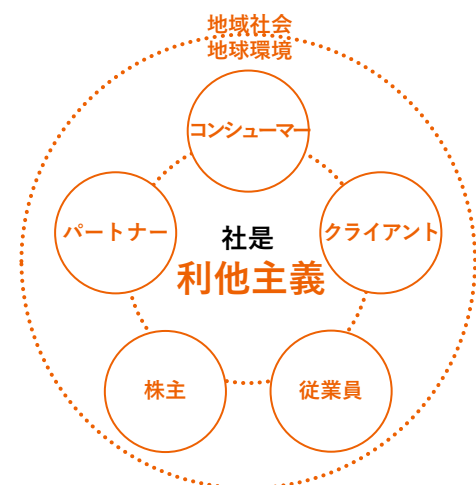 地域社会
地球環境
コンシューマー
パートナー
クライアント
社是
利他主義
株主
従業員